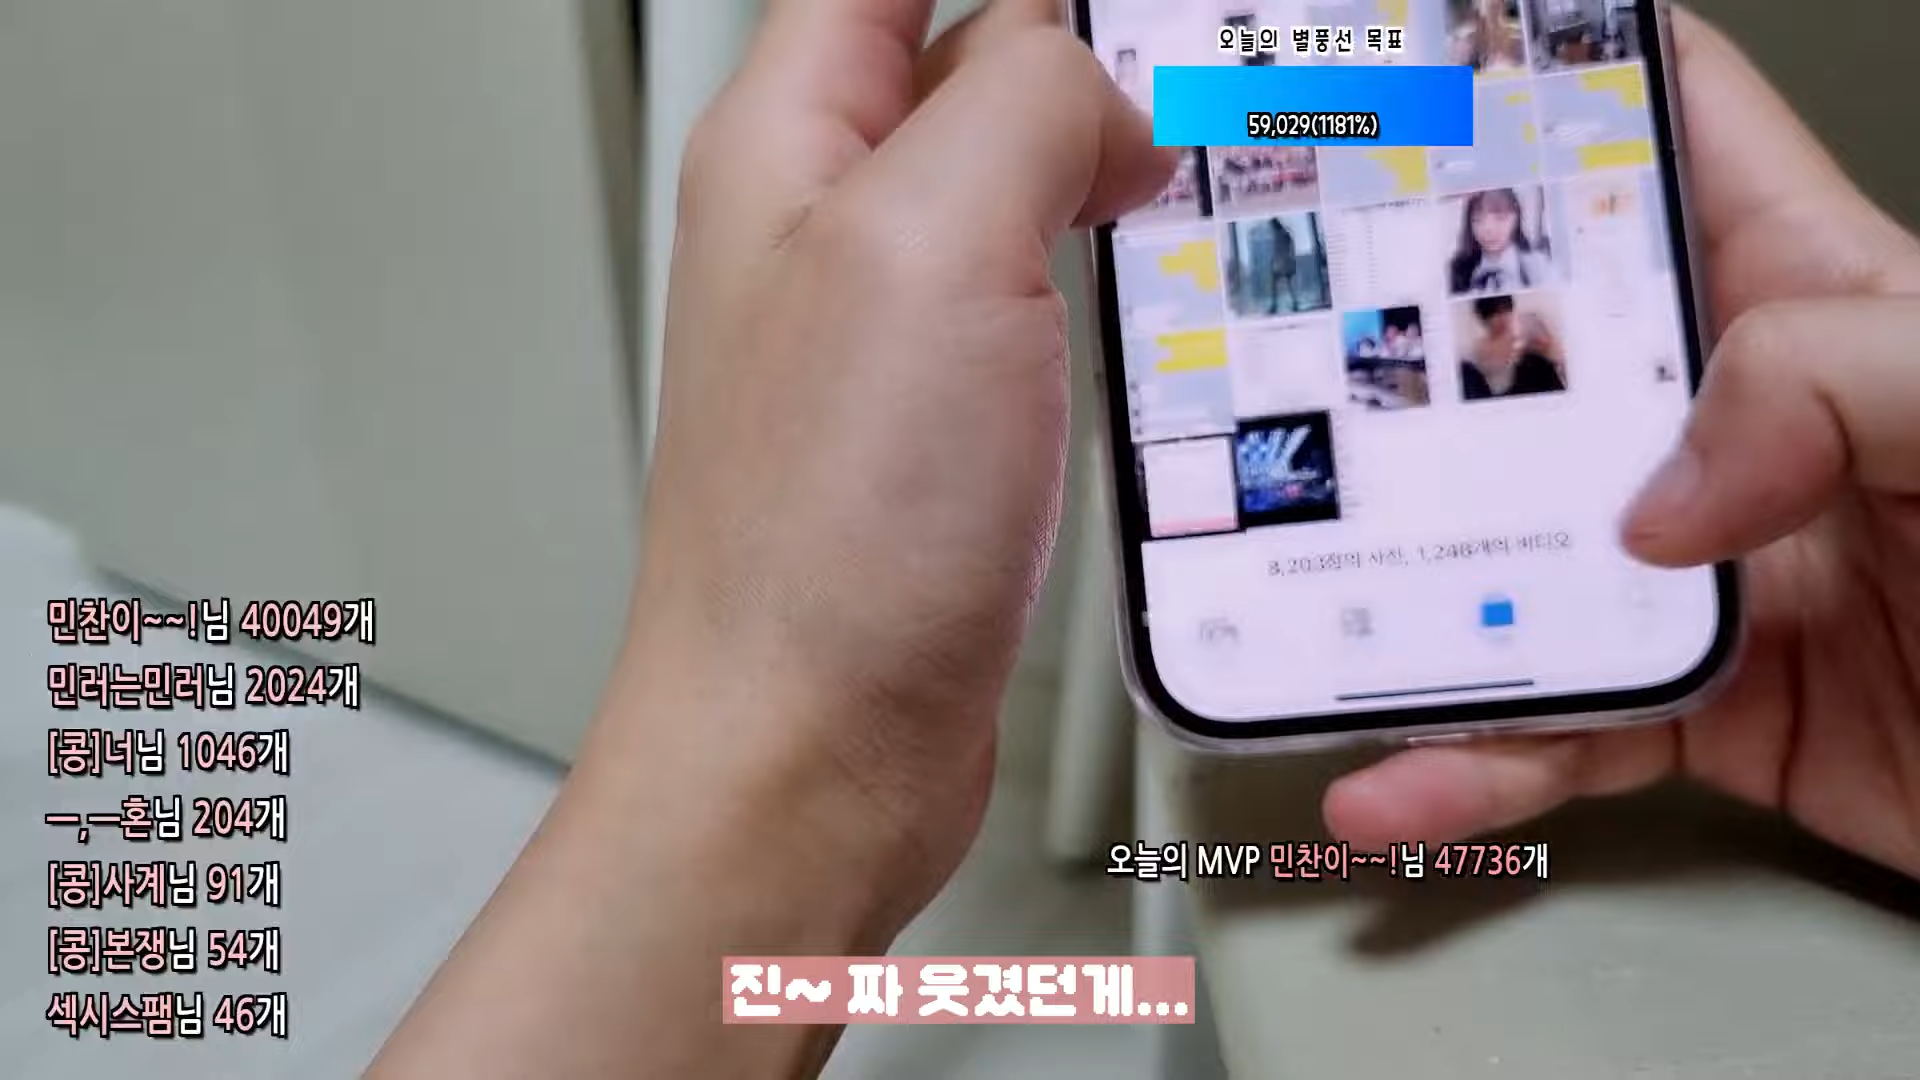 오늘의 별풍선 목표
59,029(1181%)
8,203장의 사진, 1,248개의 비디오
민찬이~~!님 40049개
민러는민러님 2024개
[콩]너님 1046개
ㅡ,ㅡ혼님 204개
[콩]사계님 91개
[콩]본쟁님 54개
섹시스팸님 46개
오늘의 MVP 민찬이~~!님 47736개
진~ 짜 웃겼던게...